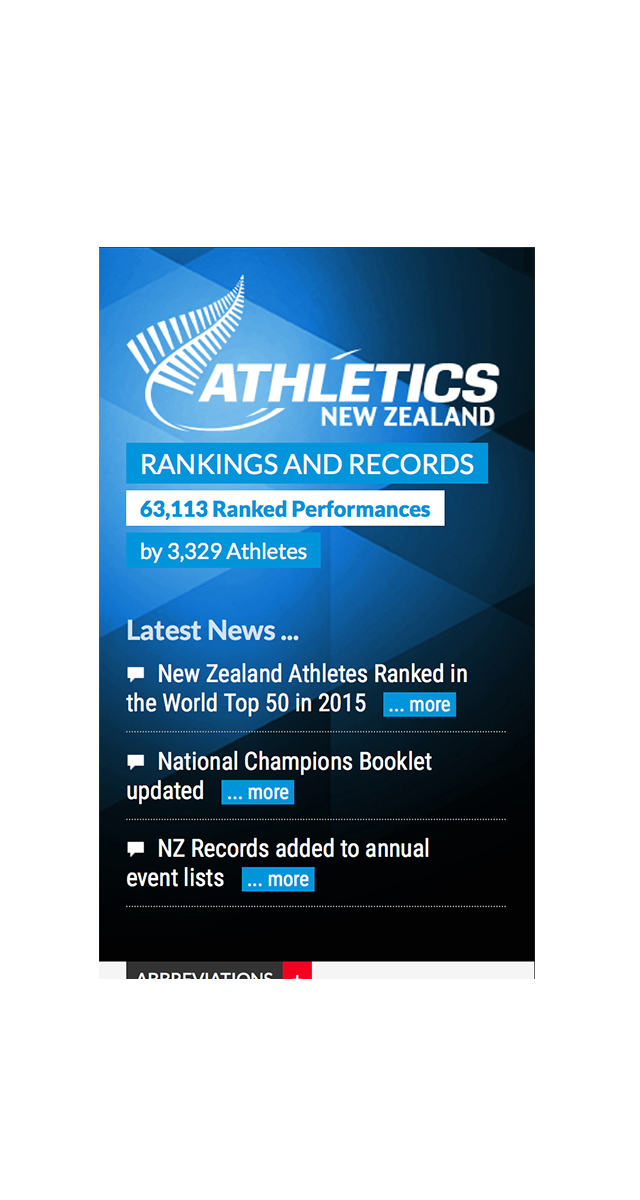 ATHLETICS
NEW ZEALAND
RANKINGS AND RECORDS
63,113 Ranked Performances
by 3,329 Athletes
Latest News ...
New Zealand Athletes Ranked in
the World Top 50 in 2015 ... more
National Champions Booklet
updated ... more
NZ Records added to annual
event lists ... more
ABBREVIATIONS +